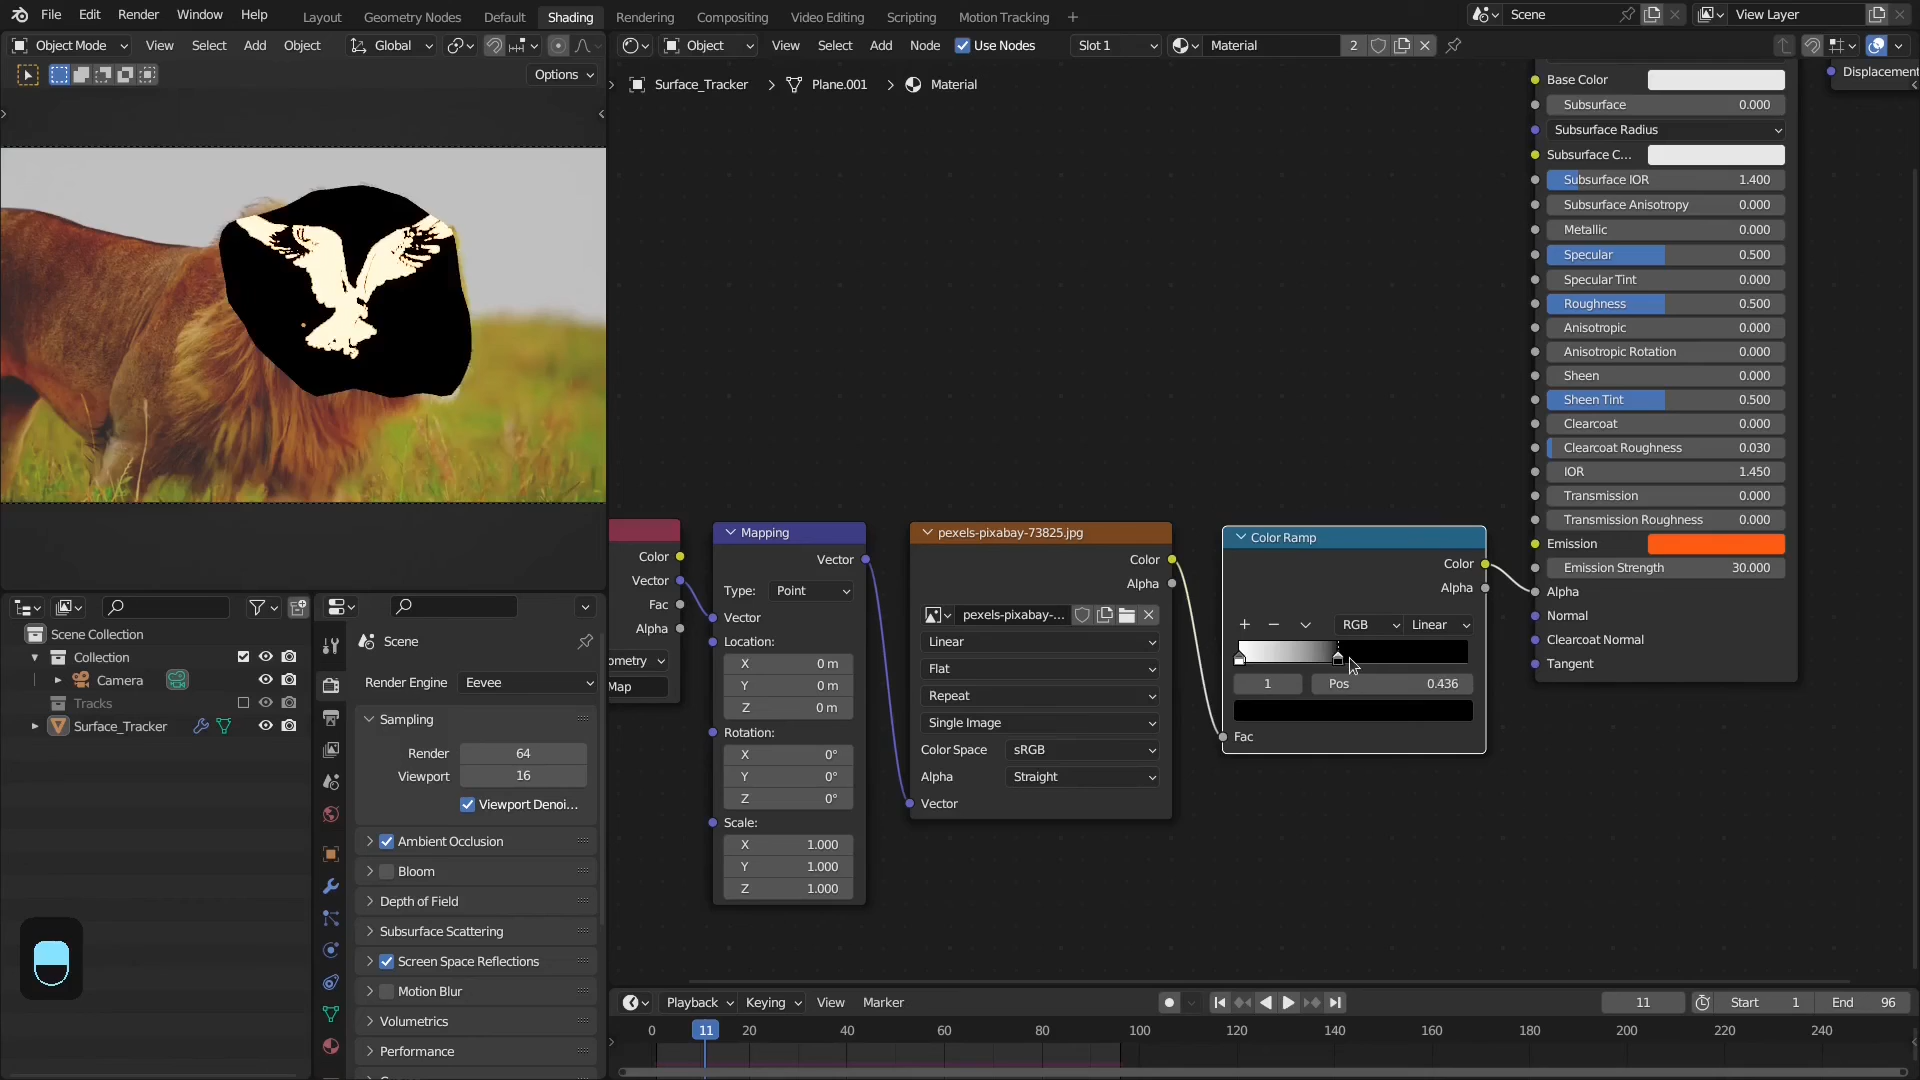 File Edit Render Window Help Layout Geometry Nodes Default Shading Rendering Compositing Video Editing Scripting Motion Tracking + Scene View Layer
Object Mode View Select Add Object Global
Options
Object View Select Add Node Use Nodes Slot 1 Material 2
Surface_Tracker > Plane.001 > Material
Displacement
Base Color
Subsurface 0.000
Subsurface Radius
Subsurface C...
Subsurface IOR 1.400
Subsurface Anisotropy 0.000
Metallic 0.000
Specular 0.500
Specular Tint 0.000
Roughness 0.500
Anisotropic 0.000
Anisotropic Rotation 0.000
Sheen 0.000
Sheen Tint 0.500
Clearcoat 0.000
Clearcoat Roughness 0.030
IOR 1.450
Transmission 0.000
Transmission Roughness 0.000
Emission
Emission Strength 30.000
Alpha
Normal
Clearcoat Normal
Tangent
Color
Vector
Fac
Alpha
ometry
Map
Mapping
Vector
Type: Point
Vector
Location:
X 0 m
Y 0 m
Z 0 m
Rotation:
X 0°
Y 0°
Z 0°
Scale:
X 1.000
Y 1.000
Z 1.000
pexels-pixabay-73825.jpg
Color
Alpha
pexels-pixabay-...
Linear
Flat
Repeat
Single Image
Color Space sRGB
Alpha Straight
Vector
Color Ramp
Color
Alpha
+ − RGB Linear
1 Pos 0.436
Fac
Scene Collection
Collection
Camera
Tracks
Surface_Tracker
Scene
Render Engine Eevee
Sampling
Render 64
Viewport 16
Viewport Denoi...
Ambient Occlusion
Bloom
Depth of Field
Subsurface Scattering
Screen Space Reflections
Motion Blur
Volumetrics
Performance
Playback Keying View Marker 11 Start 1 End 96
0 11 20 40 60 80 100 120 140 160 180 200 220 240